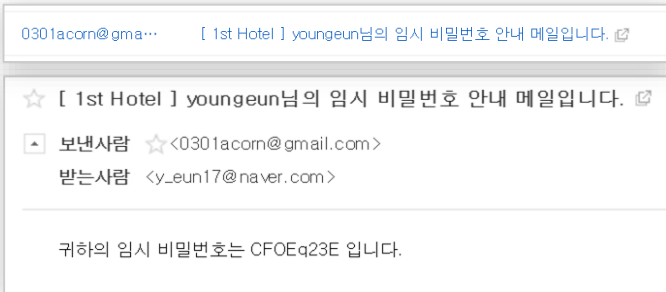 0301acorn@gma··· [ 1st Hotel ] youngeun님의 임시 비밀번호 안내 메일입니다.
[ 1st Hotel ] youngeun님의 임시 비밀번호 안내 메일입니다.
보낸사람 <0301acorn@gmail.com>
받는사람 <y_eun17@naver.com>
귀하의 임시 비밀번호는 CFOEq23E 입니다.